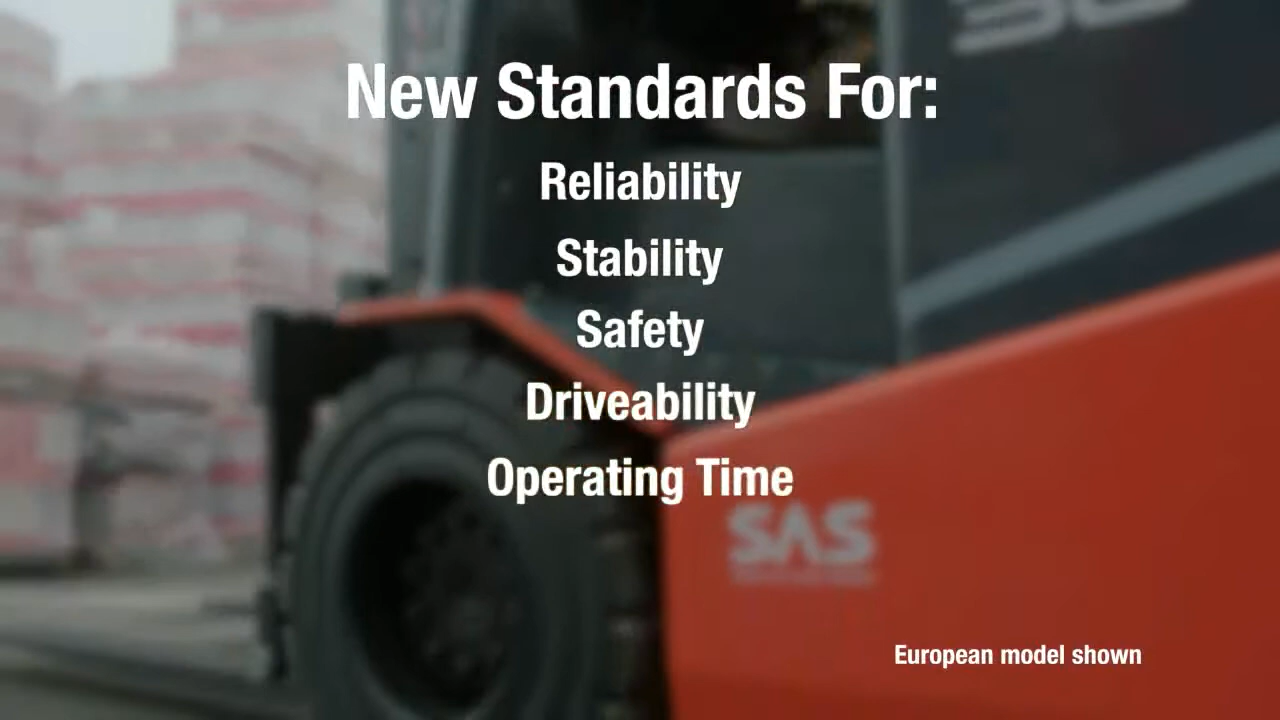 New Standards For:
Reliability
Stability
Safety
Driveability
Operating Time
SAS
European model shown